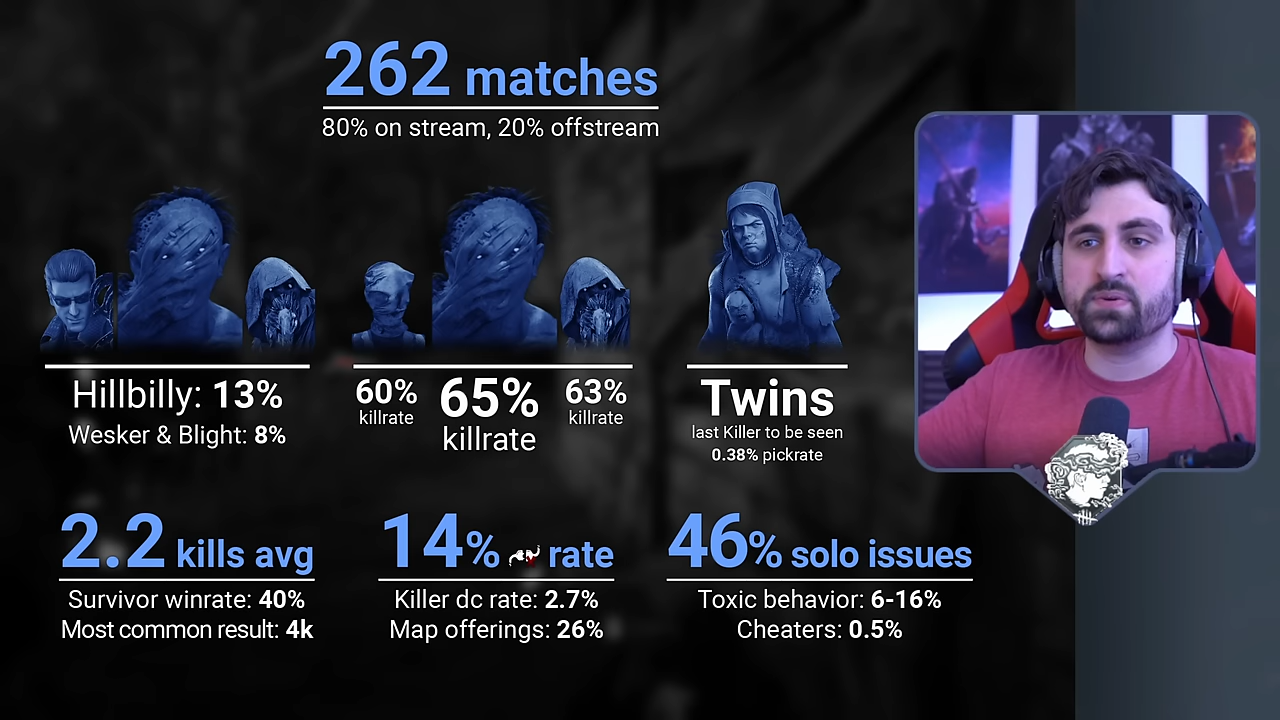 262 matches
80% on stream, 20% offstream
Hillbilly: 13%
Wesker & Blight: 8%
60%
killrate
65%
killrate
63%
killrate
Twins
last Killer to be seen
0.38% pickrate
2.2 kills avg
Survivor winrate: 40%
Most common result: 4k
14% rate
Killer dc rate: 2.7%
Map offerings: 26%
46% solo issues
Toxic behavior: 6-16%
Cheaters: 0.5%